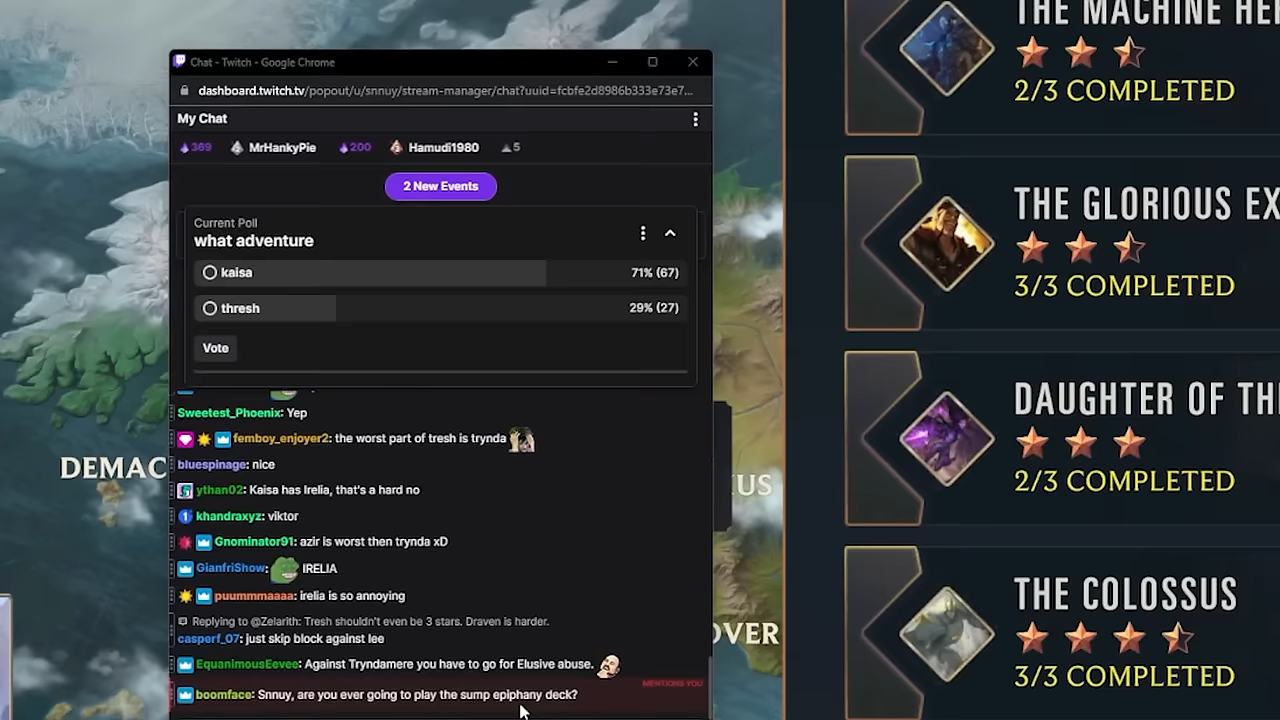 Chat - Twitch - Google Chrome
dashboard.twitch.tv/popout/u/snnuy/stream-manager/chat?uuid=fcbfe2d8986b333e73e7...
My Chat
369 MrHankyPie 200 Hamudi1980 5
2 New Events
Current Poll
what adventure
kaisa 71% (67)
thresh 29% (27)
Vote
Sweetest_Phoenix: Yep
femboy_enjoyer2: the worst part of tresh is trynda
bluespinage: nice
ythan02: Kaisa has Irelia, that's a hard no
khandraxyz: viktor
Gnominator91: azir is worst then trynda xD
GianfriShow: IRELIA
puummmaaaa: irelia is so annoying
Replying to @Zelarith: Tresh shouldn't even be 3 stars. Draven is harder.
casperf_07: just skip block against lee
EquanimousEevee: Against Tryndamere you have to go for Elusive abuse.
MENTIONS YOU
boomface: Snnuy, are you ever going to play the sump epiphany deck?
DEMAC
US
OVER
THE MACHINE HE
2/3 COMPLETED
THE GLORIOUS EX
3/3 COMPLETED
DAUGHTER OF TH
2/3 COMPLETED
THE COLOSSUS
3/3 COMPLETED